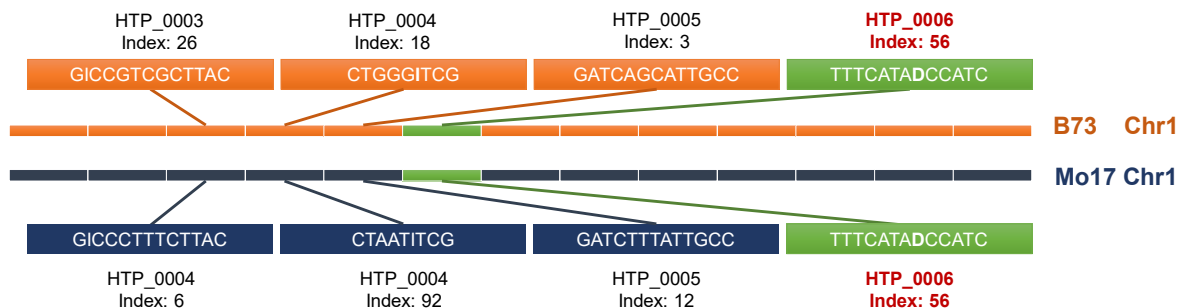 HTP_0003
Index: 26
HTP_0004
Index: 18
HTP_0005
Index: 3
HTP_0006
Index: 56
GICCGTCGCTTAC
CTGGGITCG
GATCAGCATTGCC
TTTCATADCCATC
B73 Chr1
Mo17 Chr1
GICCCTTTCTTAC
CTAATITCG
GATCTTTATTGCC
TTTCATADCCATC
HTP_0004
Index: 6
HTP_0004
Index: 92
HTP_0005
Index: 12
HTP_0006
Index: 56